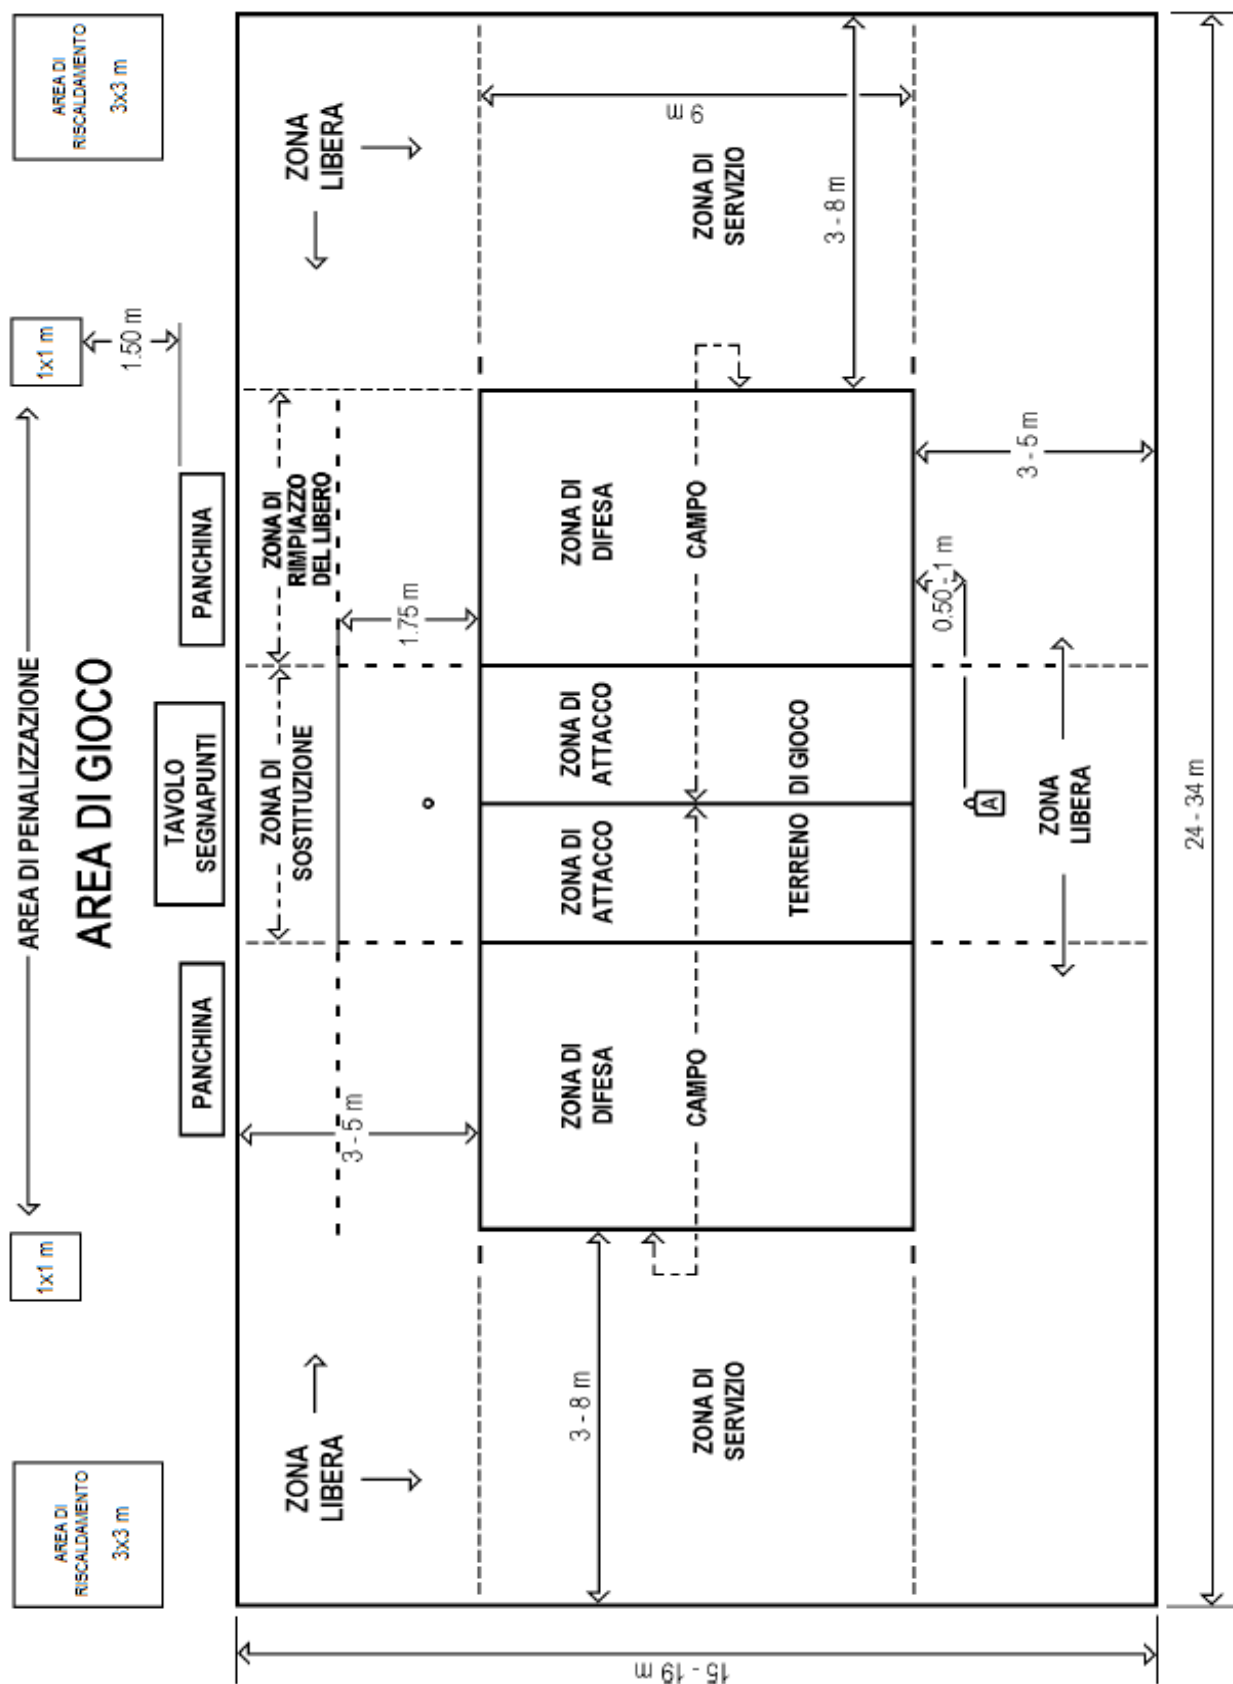 AREA DI
RISCALDAMENTO
3x3 m
1x1 m
AREA DI PENALIZZAZIONE
1x1 m
AREA DI
RISCALDAMENTO
3x3 m
AREA DI GIOCO
1.50 m
PANCHINA
TAVOLO
SEGNAPUNTI
PANCHINA
ZONA
LIBERA
ZONA DI
SOSTITUZIONE
ZONA DI
RIMPIAZZO
DEL LIBERO
ZONA
LIBERA
3 - 5 m
1.75 m
ZONA DI
DIFESA
ZONA DI
ATTACCO
ZONA DI
ATTACCO
ZONA DI
DIFESA
9 m
3 - 8 m
ZONA DI
SERVIZIO
CAMPO
CAMPO
ZONA DI
SERVIZIO
TERRENO DI GIOCO
3 - 8 m
0.50 - 1 m
3 - 5 m
A
ZONA
LIBERA
15 - 19 m
24 - 34 m